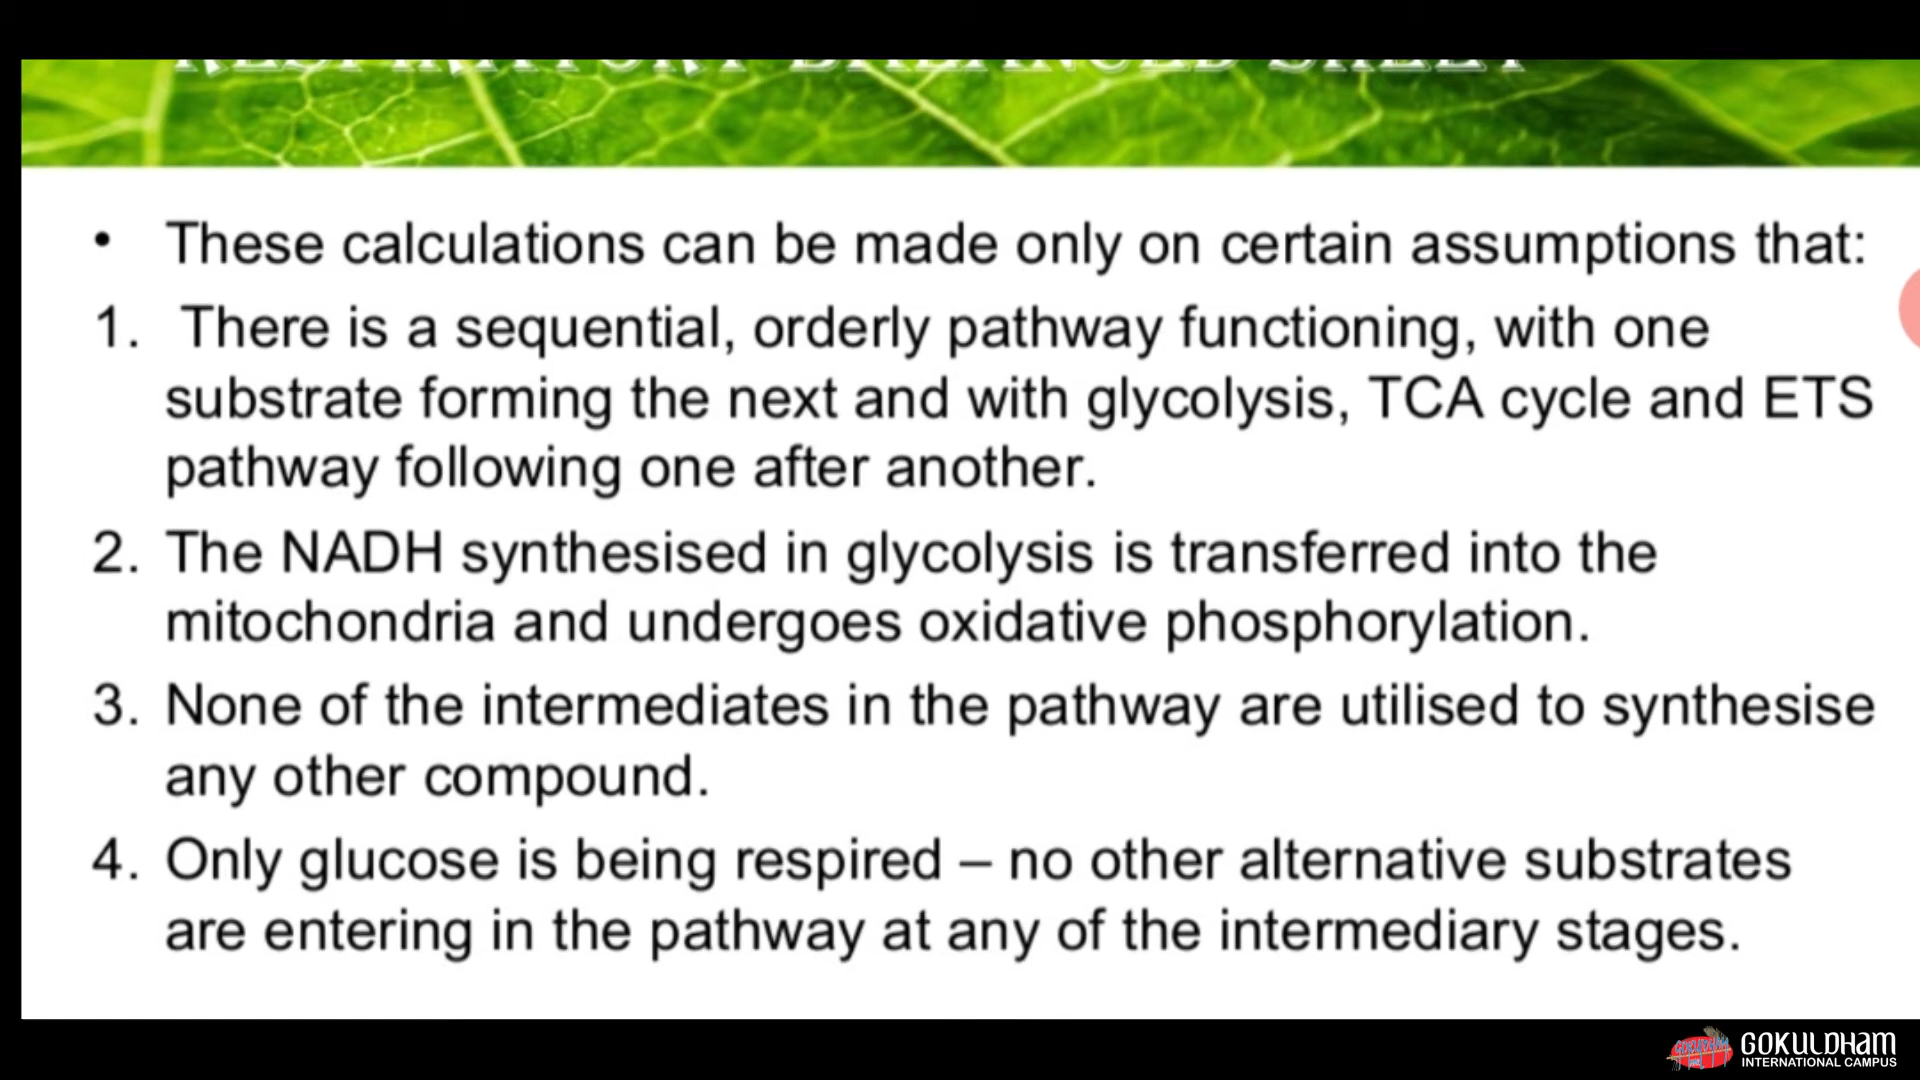 RESPIRATORY BALANCED SHEET
• These calculations can be made only on certain assumptions that:
1. There is a sequential, orderly pathway functioning, with one
substrate forming the next and with glycolysis, TCA cycle and ETS
pathway following one after another.
2. The NADH synthesised in glycolysis is transferred into the
mitochondria and undergoes oxidative phosphorylation.
3. None of the intermediates in the pathway are utilised to synthesise
any other compound.
4. Only glucose is being respired – no other alternative substrates
are entering in the pathway at any of the intermediary stages.
GOKULDHAM
INTERNATIONAL CAMPUS